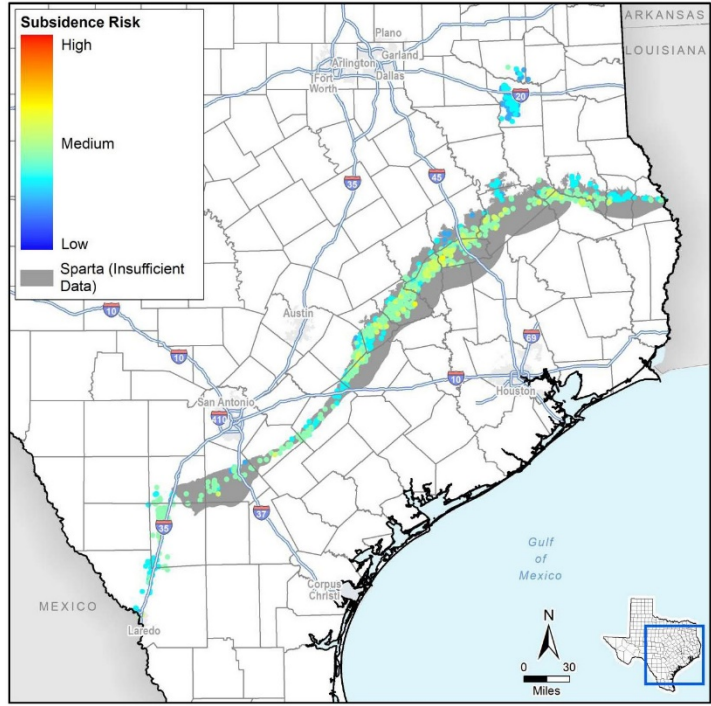 Subsidence Risk
High
Medium
Low
Sparta (Insufficient
Data)
ARKANSAS
LOUISIANA
Plano
Garland
Arlington
Fort
Worth
Dallas
20
35
45
10
Austin
10
69
10
Houston
San Antonio
410
37
35
Corpus
Christi
Laredo
MEXICO
Gulf
of
Mexico
N
0
30
Miles